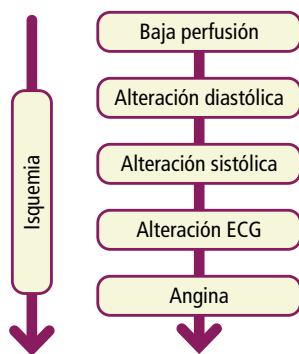 Isquemia
Baja perfusión
Alteración diastólica
Alteración sistólica
Alteración ECG
Angina